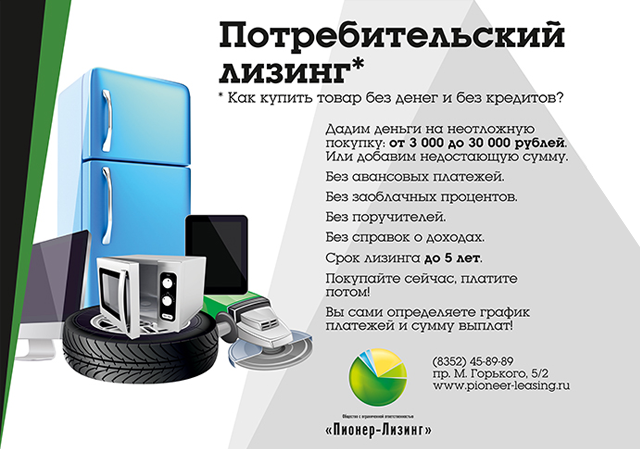 Потребительский
лизинг*
* Как купить товар без денег и без кредитов?
Дадим деньги на неотложную
покупку: от 3 000 до 30 000 рублей.
Или добавим недостающую сумму.
Без авансовых платежей.
Без заоблачных процентов.
Без поручителей.
Без справок о доходах.
Срок лизинга до 5 лет.
Покупайте сейчас, платите
потом!
Вы сами определяете график
платежей и сумму выплат!
(8352) 45-89-89
пр. М. Горького, 5/2
www.pioneer-leasing.ru
Общество с ограниченной ответственностью
«Пионер-Лизинг»